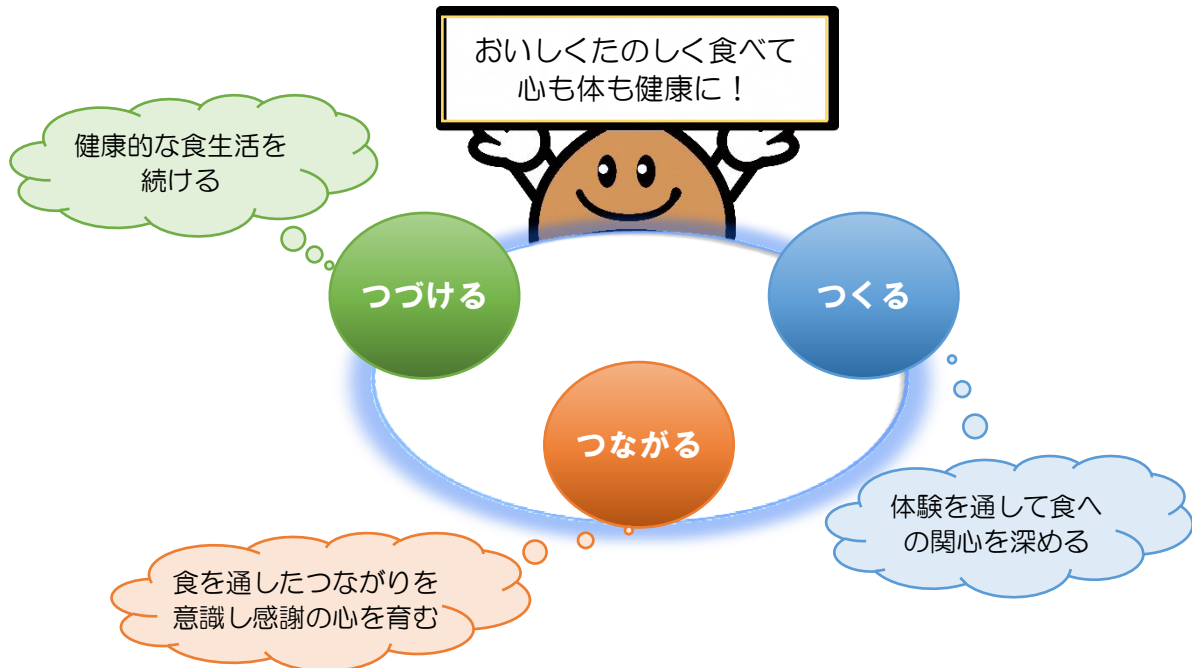 おいしくたのしく食べて
心も体も健康に！
健康的な食生活を
続ける
つづける
つくる
つながる
体験を通して食へ
の関心を深める
食を通したつながりを
意識し感謝の心を育む